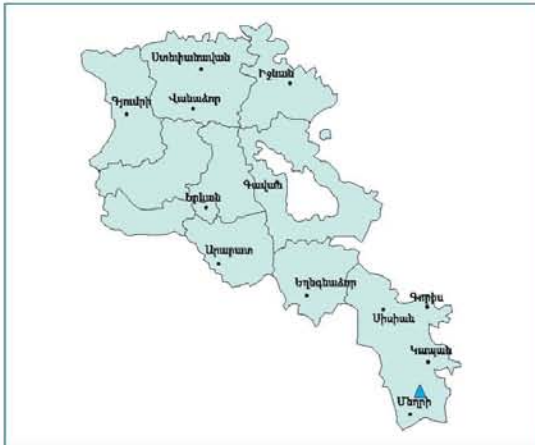 Ստեփանավան
Իջևան
Գյումրի
Վանաձոր
Գավառ
Երևան
Արարատ
Եղեգնաձոր
Գորիս
Սիսիան
Կապան
Մեղրի